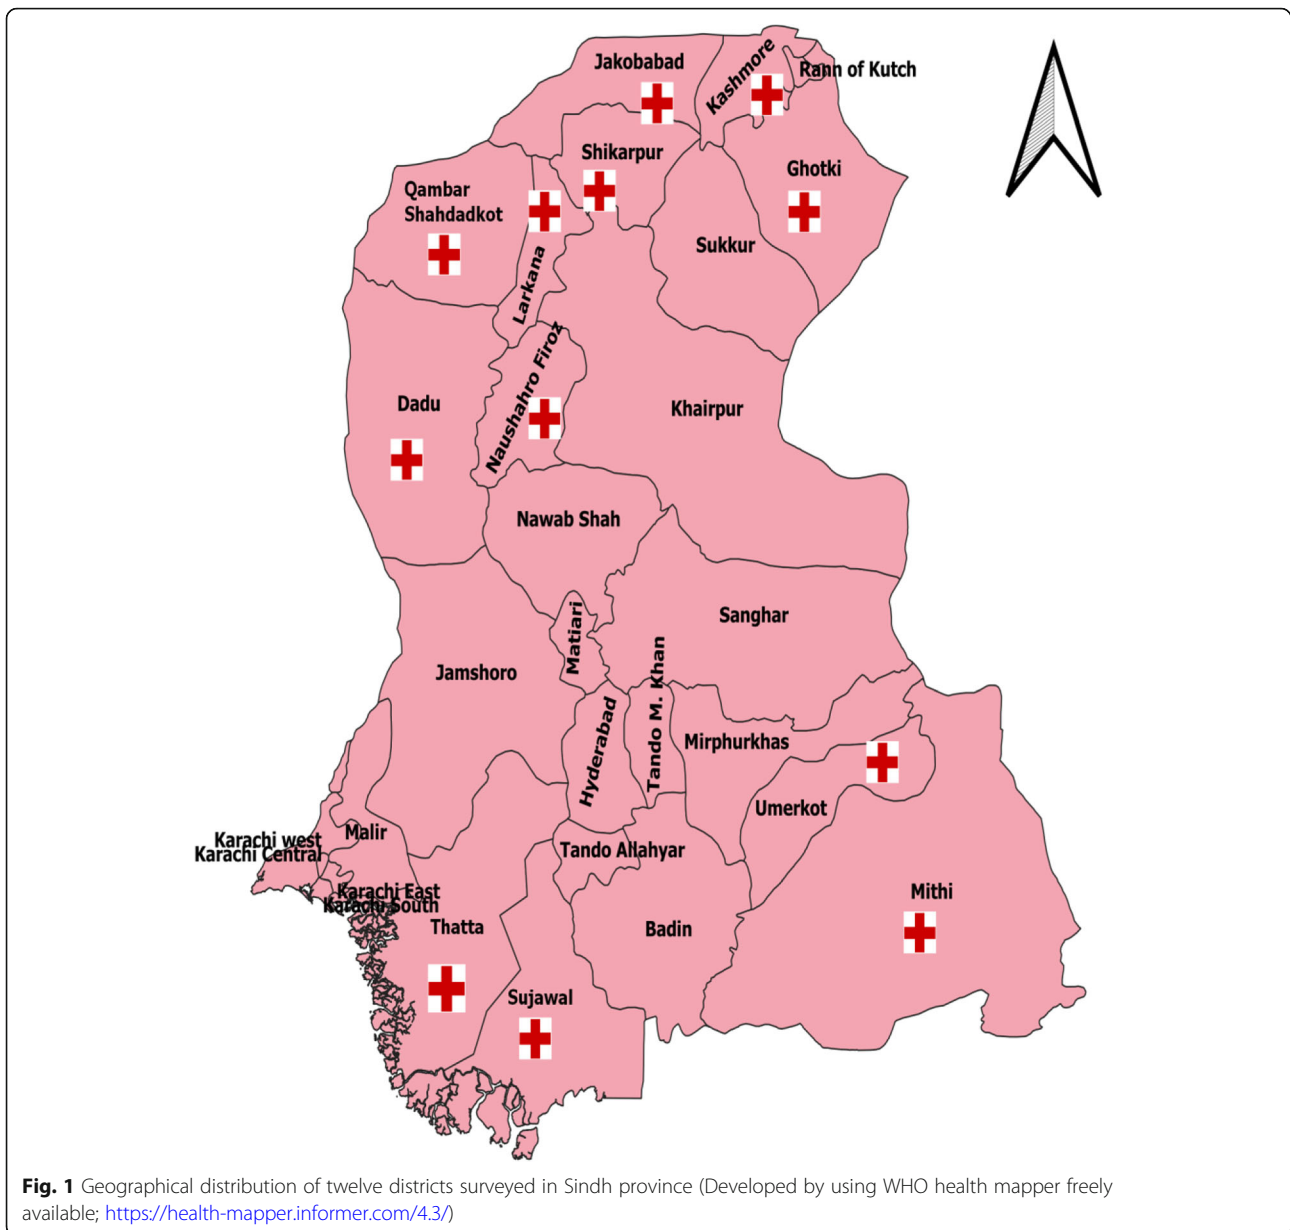 Jakobabad
Kashmore
Rann of Kutch
Shikarpur
Ghotki
Qambar
Shahdadkot
Larkana
Sukkur
Naushahro Firoz
Dadu
Khairpur
Nawab Shah
Matiari
Sanghar
Jamshoro
Tando M. Khan
Hyderabad
Mirphurkhas
Umerkot
Malir
Karachi west
Karachi Central
Tando Allahyar
Karachi East
Karachi South
Mithi
Thatta
Badin
Sujawal
Fig. 1 Geographical distribution of twelve districts surveyed in Sindh province (Developed by using WHO health mapper freely
available; https://health-mapper.informer.com/4.3/)